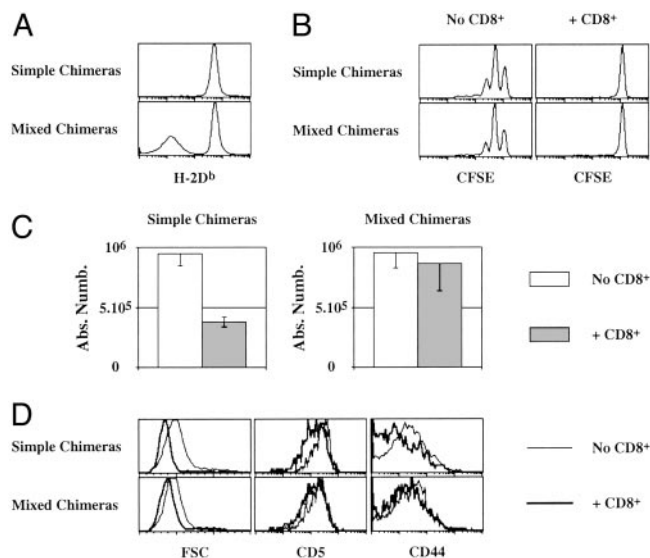 A
B
No CD8⁺
+ CD8⁺
Simple Chimeras
Mixed Chimeras
H-2Dᵇ
Simple Chimeras
Mixed Chimeras
CFSE
CFSE
C
Simple Chimeras
Mixed Chimeras
Abs. Numb.
10⁶
5.10⁵
0
Abs. Numb.
10⁶
5.10⁵
0
No CD8⁺
+ CD8⁺
D
Simple Chimeras
Mixed Chimeras
FSC
CD5
CD44
No CD8⁺
+ CD8⁺